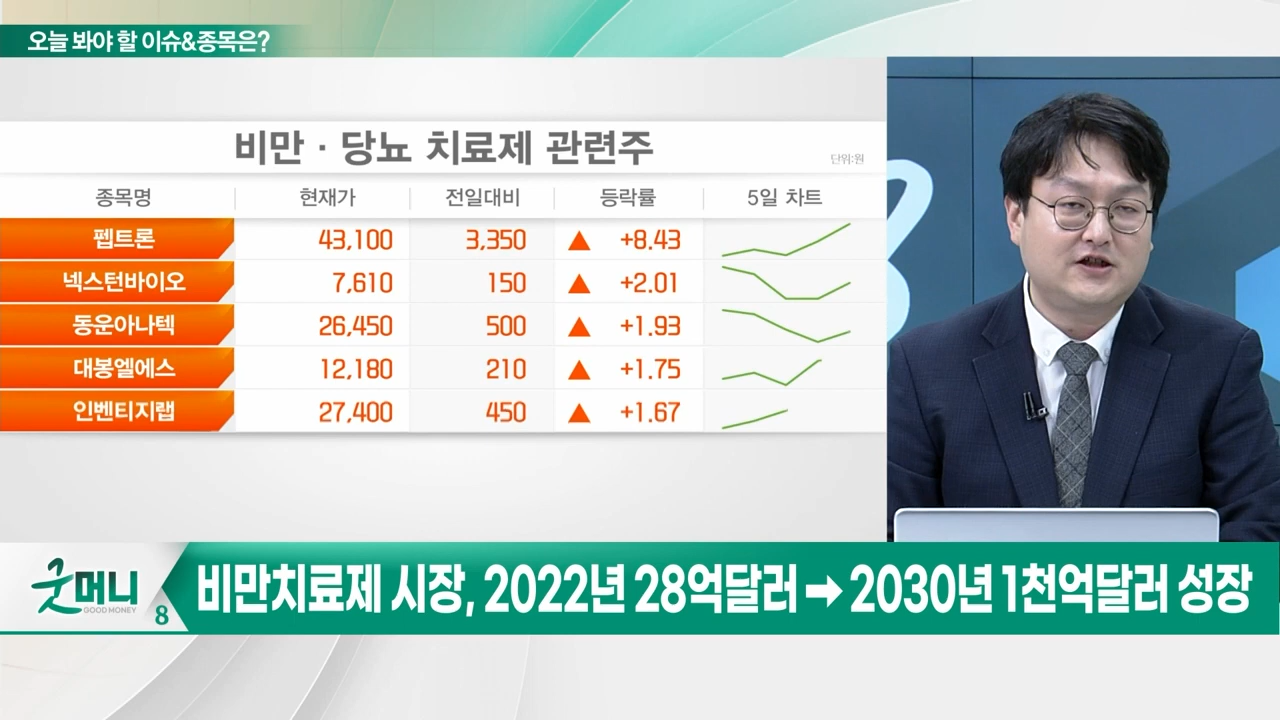 오늘 봐야 할 이슈&종목은?
비만 · 당뇨 치료제 관련주
단위:원
종목명 현재가 전일대비 등락률 5일 차트
펩트론 43,100 3,350 ▲ +8.43
넥스턴바이오 7,610 150 ▲ +2.01
동운아나텍 26,450 500 ▲ +1.93
대봉엘에스 12,180 210 ▲ +1.75
인벤티지랩 27,400 450 ▲ +1.67
굿머니
GOOD MONEY
8
비만치료제 시장, 2022년 28억달러 ➡ 2030년 1천억달러 성장